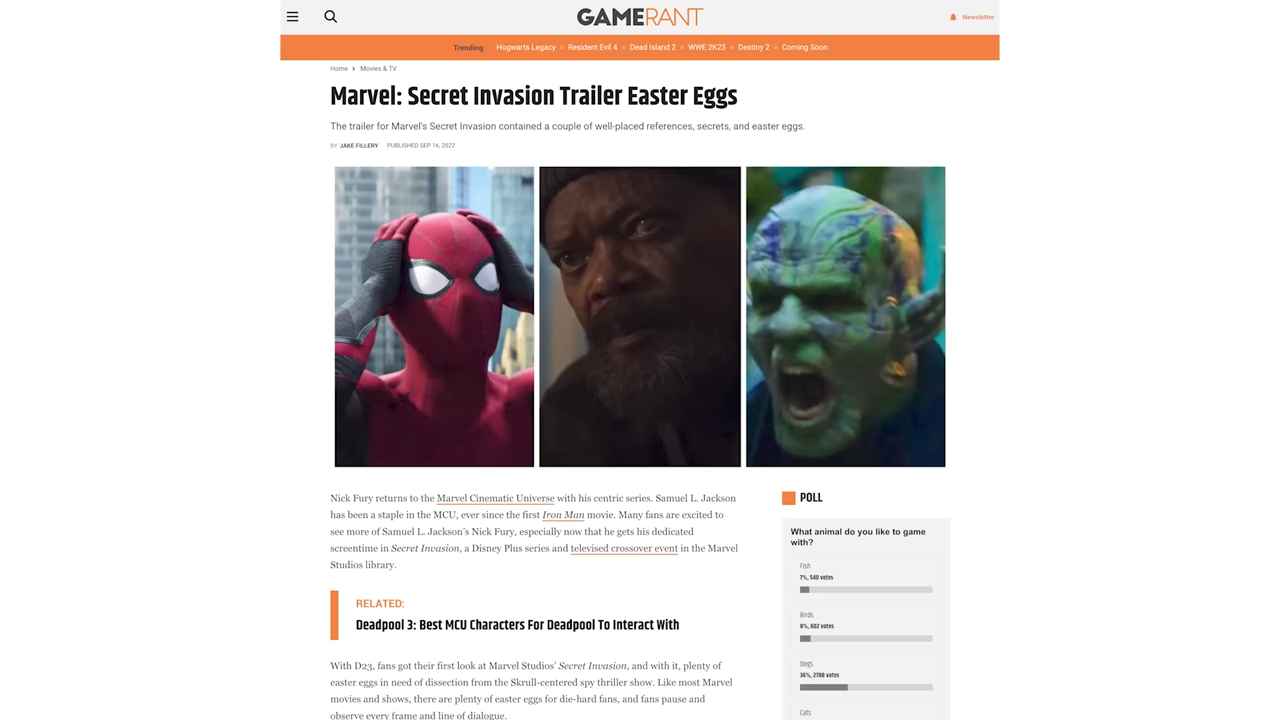 GAMERANT
Newsletter
Trending Hogwarts Legacy Resident Evil 4 Dead Island 2 WWE 2K23 Destiny 2 Coming Soon
Home > Movies & TV
Marvel: Secret Invasion Trailer Easter Eggs
The trailer for Marvel's Secret Invasion contained a couple of well-placed references, secrets, and easter eggs.
BY JAKE FILLERY PUBLISHED SEP 16, 2022
Nick Fury returns to the Marvel Cinematic Universe with his centric series. Samuel L. Jackson
has been a staple in the MCU, ever since the first Iron Man movie. Many fans are excited to
see more of Samuel L. Jackson's Nick Fury, especially now that he gets his dedicated
screentime in Secret Invasion, a Disney Plus series and televised crossover event in the Marvel
Studios library.
RELATED:
Deadpool 3: Best MCU Characters For Deadpool To Interact With
With D23, fans got their first look at Marvel Studios' Secret Invasion, and with it, plenty of
easter eggs in need of dissection from the Skrull-centered spy thriller show. Like most Marvel
movies and shows, there are plenty of easter eggs for die-hard fans, and fans pause and
observe every frame and line of dialogue.
POLL
What animal do you like to game
with?
Fish
7%, 540 votes
Birds
8%, 602 votes
Dogs
36%, 2788 votes
Cats